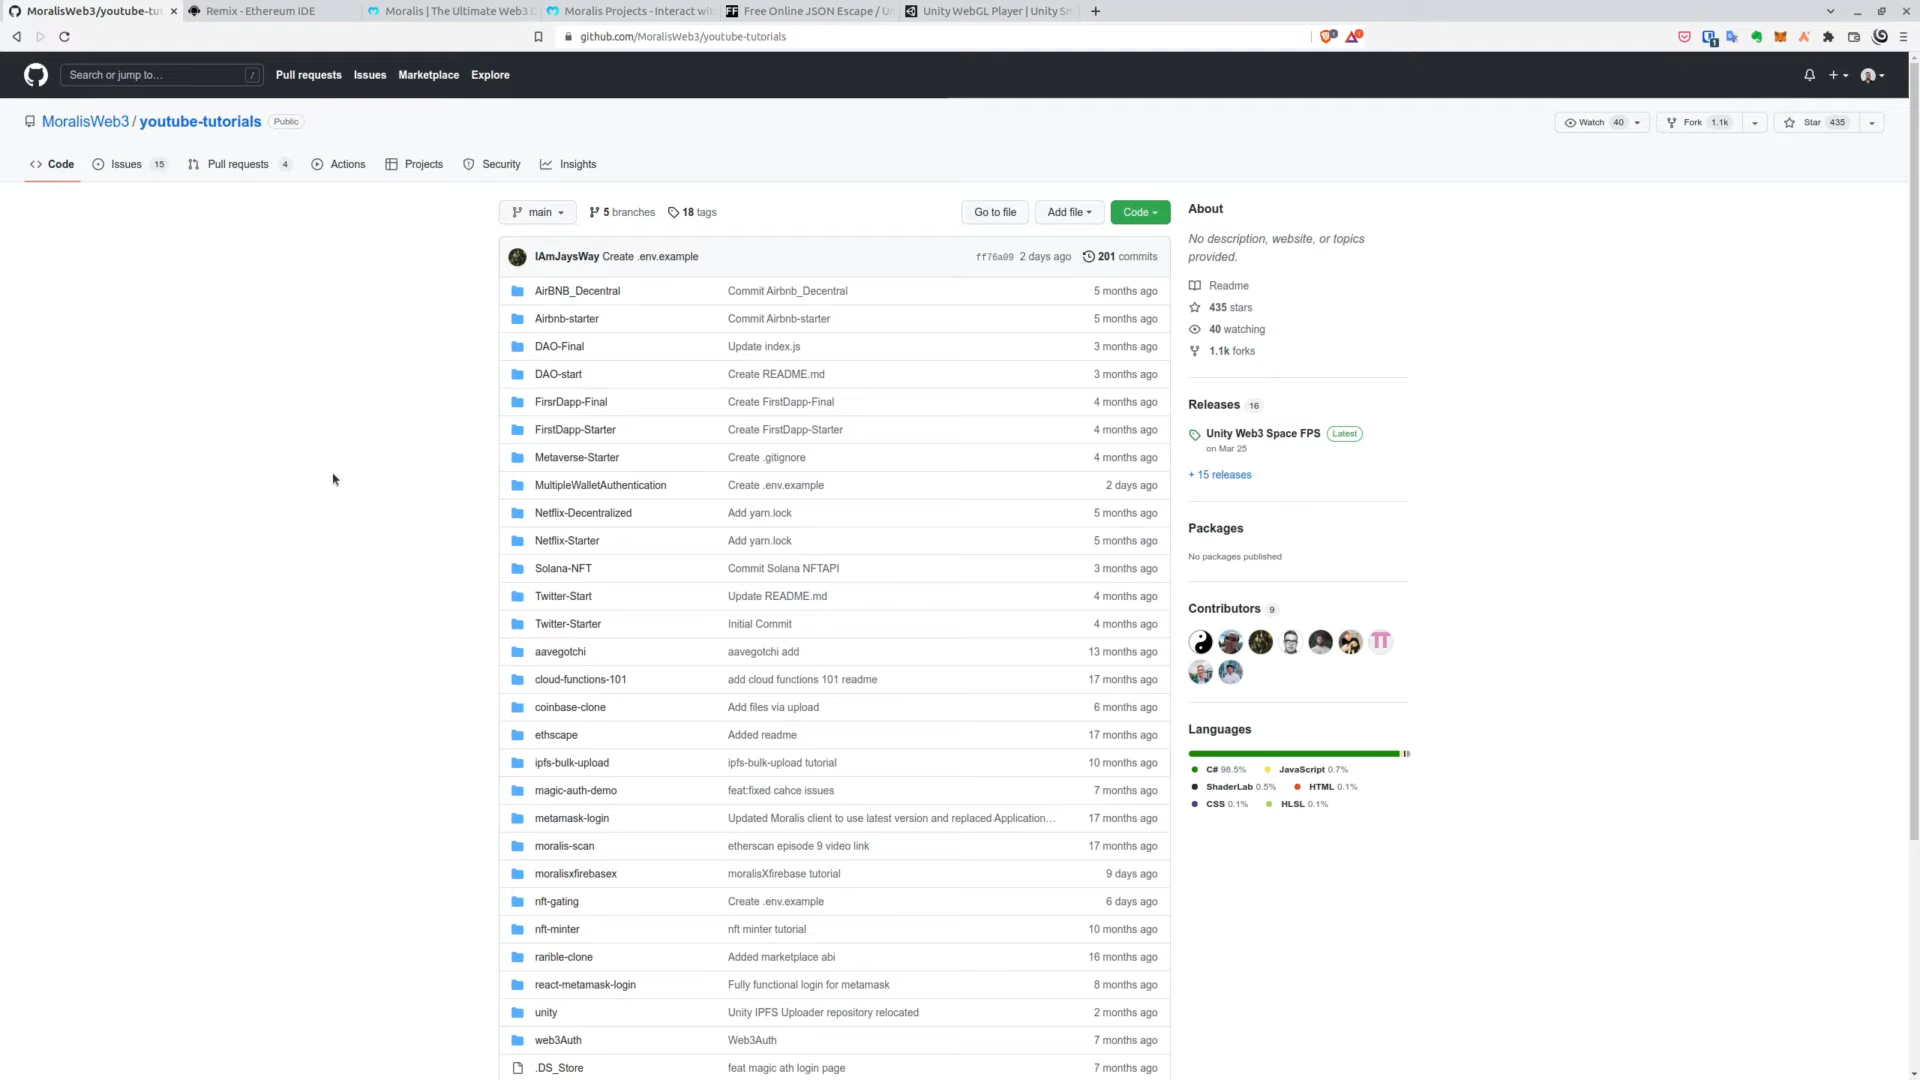 MoralisWeb3/youtube-tut
Remix - Ethereum IDE
Moralis | The Ultimate Web3 D
Moralis Projects - Interact wit
Free Online JSON Escape / U
Unity WebGL Player | Unity Sm
github.com/MoralisWeb3/youtube-tutorials
Search or jump to...
/
Pull requests
Issues
Marketplace
Explore
MoralisWeb3 / youtube-tutorials Public
Watch 40
Fork 1.1k
Star 435
Code
Issues 15
Pull requests 4
Actions
Projects
Security
Insights
main
5 branches
18 tags
Go to file
Add file
Code
IAmJaysWay Create .env.example ff76a09 2 days ago 201 commits
AirBNB_Decentral Commit Airbnb_Decentral 5 months ago
Airbnb-starter Commit Airbnb-starter 5 months ago
DAO-Final Update index.js 3 months ago
DAO-start Create README.md 3 months ago
FirsrDapp-Final Create FirstDapp-Final 4 months ago
FirstDapp-Starter Create FirstDapp-Starter 4 months ago
Metaverse-Starter Create .gitignore 4 months ago
MultipleWalletAuthentication Create .env.example 2 days ago
Netflix-Decentralized Add yarn.lock 5 months ago
Netflix-Starter Add yarn.lock 5 months ago
Solana-NFT Commit Solana NFTAPI 3 months ago
Twitter-Start Update README.md 4 months ago
Twitter-Starter Initial Commit 4 months ago
aavegotchi aavegotchi add 13 months ago
cloud-functions-101 add cloud functions 101 readme 17 months ago
coinbase-clone Add files via upload 6 months ago
ethscape Added readme 17 months ago
ipfs-bulk-upload ipfs-bulk-upload tutorial 10 months ago
magic-auth-demo feat:fixed cahce issues 7 months ago
metamask-login Updated Moralis client to use latest version and replaced Application... 17 months ago
moralis-scan etherscan episode 9 video link 17 months ago
moralisxfirebasex moralisXfirebase tutorial 9 days ago
nft-gating Create .env.example 6 days ago
nft-minter nft minter tutorial 10 months ago
rarible-clone Added marketplace abi 16 months ago
react-metamask-login Fully functional login for metamask 8 months ago
unity Unity IPFS Uploader repository relocated 2 months ago
web3Auth Web3Auth 7 months ago
.DS_Store feat magic ath login page 7 months ago
About
No description, website, or topics
provided.
Readme
435 stars
40 watching
1.1k forks
Releases 16
Unity Web3 Space FPS Latest
on Mar 25
+ 15 releases
Packages
No packages published
Contributors 9
Languages
C# 98.5% JavaScript 0.7%
ShaderLab 0.5% HTML 0.1%
CSS 0.1% HLSL 0.1%